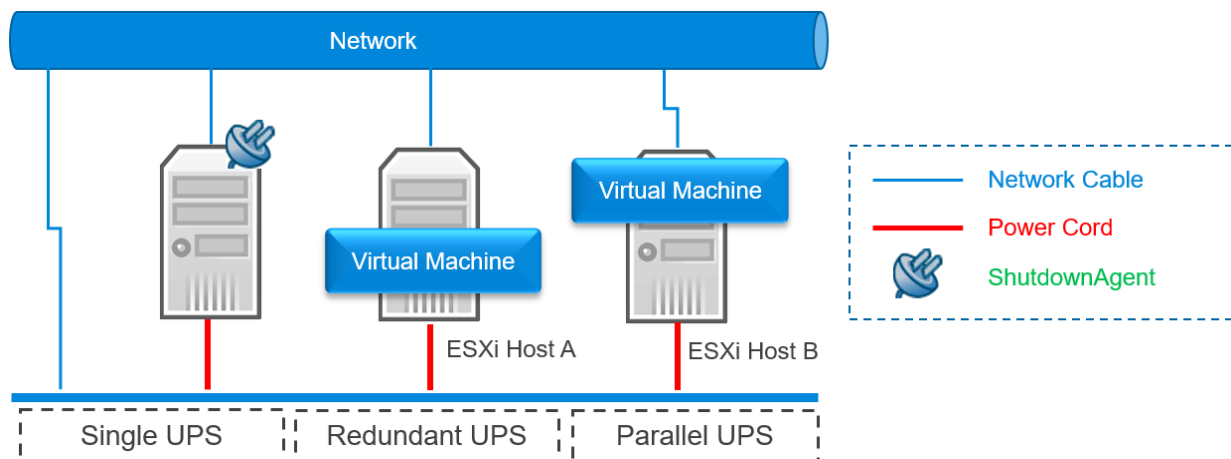 Network
Virtual Machine
Virtual Machine
ESXi Host A
ESXi Host B
Single UPS
Redundant UPS
Parallel UPS
Network Cable
Power Cord
ShutdownAgent